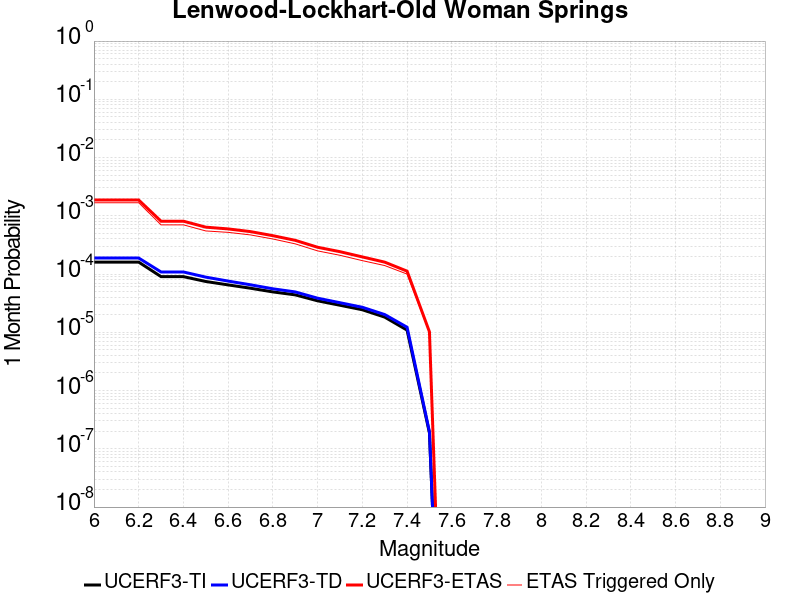 Lenwood-Lockhart-Old Woman Springs
10^0
10^-1
10^-2
10^-3
10^-4
10^-5
10^-6
10^-7
10^-8
1 Month Probability
6 6.2 6.4 6.6 6.8 7 7.2 7.4 7.6 7.8 8 8.2 8.4 8.6 8.8 9
Magnitude
UCERF3-TI UCERF3-TD UCERF3-ETAS ETAS Triggered Only